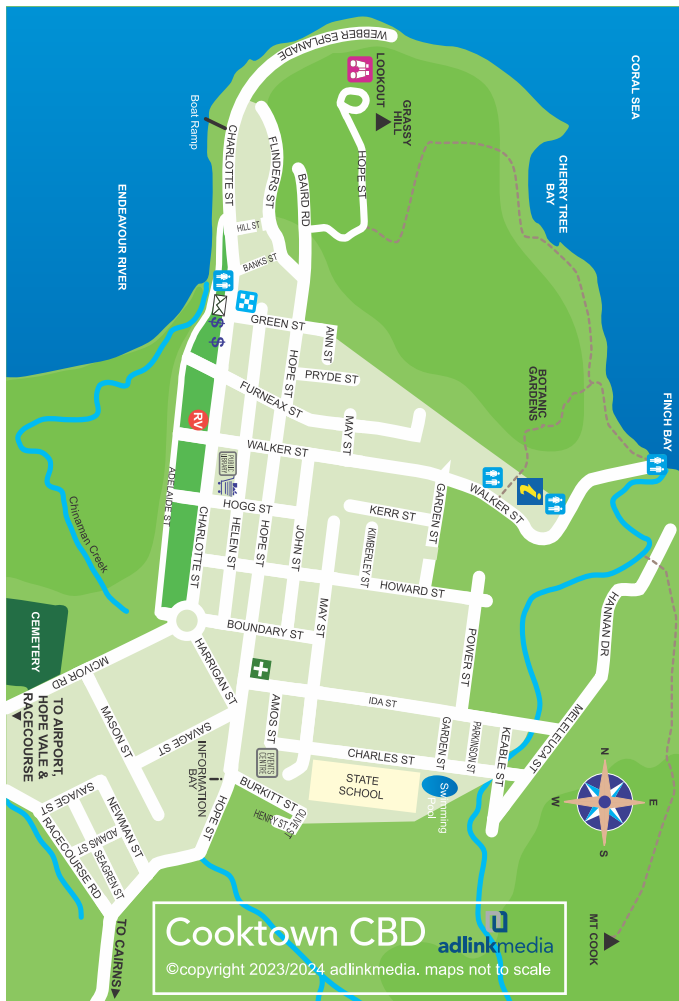 WEBBER ESPLANADE
CORAL SEA
LOOKOUT
GRASSY
HILL
Boat Ramp
CHARLOTTE ST
FLINDERS ST
BAIRD RD
HOPE ST
CHERRY TREE
BAY
ENDEAVOUR RIVER
HILL ST
BANKS ST
$ $
GREEN ST
ANN ST
HOPE ST
PRYDE ST
FURNEAX ST
MAY ST
BOTANIC
GARDENS
FINCH BAY
RV
WALKER ST
PUBLIC
LIBRARY
GARDEN ST
WALKER ST
i
ADELAIDE ST
HOGG ST
KERR ST
Chinaman Creek
CHARLOTTE ST
HELEN ST
HOPE ST
JOHN ST
KIMBERLEY ST
HOWARD ST
MAY ST
HANNAN DR
CEMETERY
BOUNDARY ST
POWER ST
MCIVOR RD
HARRIGAN ST
IDA ST
MELELEUCA ST
TO AIRPORT,
HOPE VALE &
RACECOURSE
MASON ST
SAVAGE ST
AMOS ST
GARDEN ST
PARKINSON ST
KEABLE ST
CHARLES ST
EVENTS
CENTRE
INFORMATION
BAY
i
STATE
SCHOOL
Swimming
Pool
N
E
S
W
BURKITT ST
OLIVE ST
HENRY ST
HOPE ST
SAVAGE ST
NEWMAN ST
ADAMS ST
SEAGREN ST
RACECOURSE RD
TO CAIRNS
MT COOK
Cooktown CBD
adlinkmedia
©copyright 2023/2024 adlinkmedia. maps not to scale